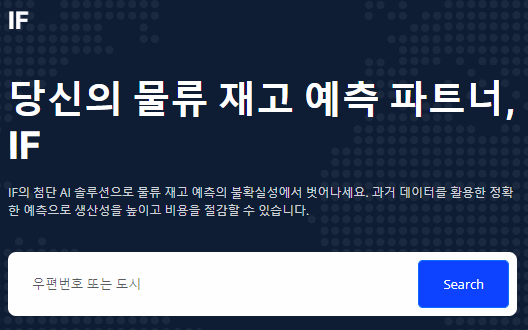 IF
당신의 물류 재고 예측 파트너,
IF
IF의 첨단 AI 솔루션으로 물류 재고 예측의 불확실성에서 벗어나세요. 과거 데이터를 활용한 정확
한 예측으로 생산성을 높이고 비용을 절감할 수 있습니다.
우편번호 또는 도시
Search